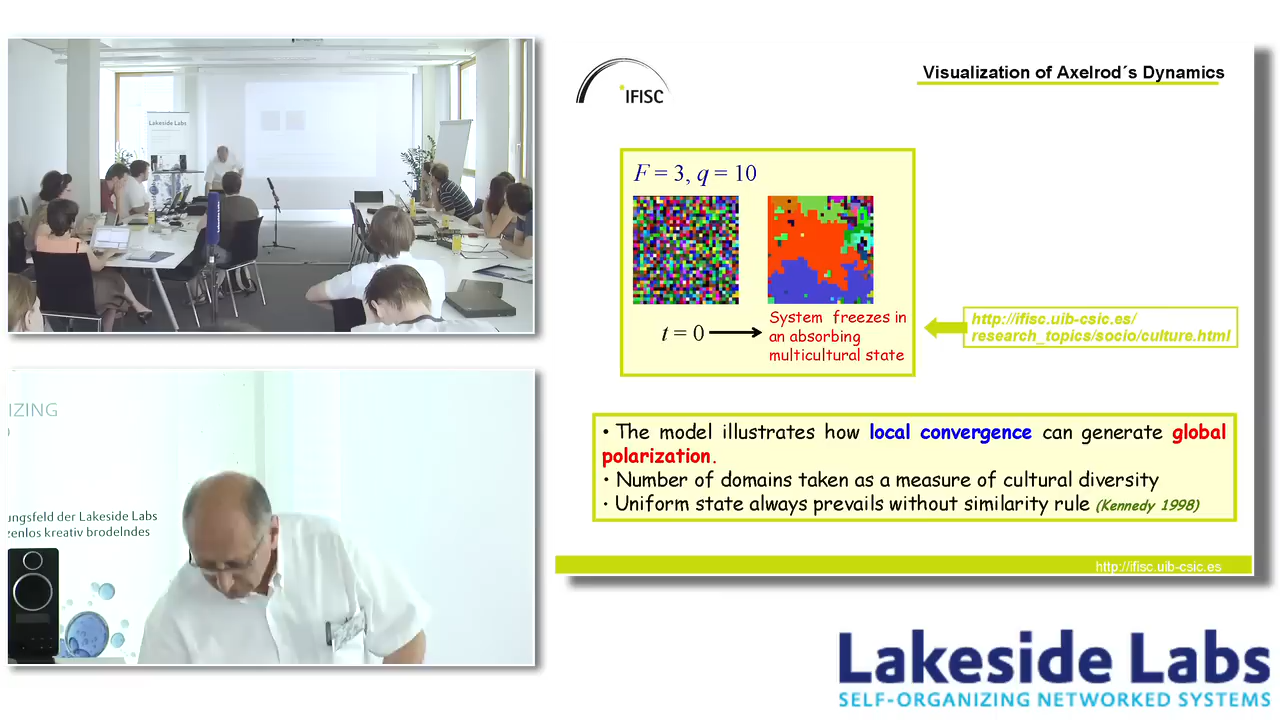 Lakeside Labs
IZING
ungsfeld der Lakeside Labs
zenlos kreativ brodelndes
IFISC
Visualization of Axelrod´s Dynamics
F = 3, q = 10
t = 0
System freezes in
an absorbing
multicultural state
http://ifisc.uib-csic.es/
research_topics/socio/culture.html
• The model illustrates how local convergence can generate global
polarization.
• Number of domains taken as a measure of cultural diversity
• Uniform state always prevails without similarity rule (Kennedy 1998)
http://ifisc.uib-csic.es
Lakeside Labs
SELF-ORGANIZING NETWORKED SYSTEMS